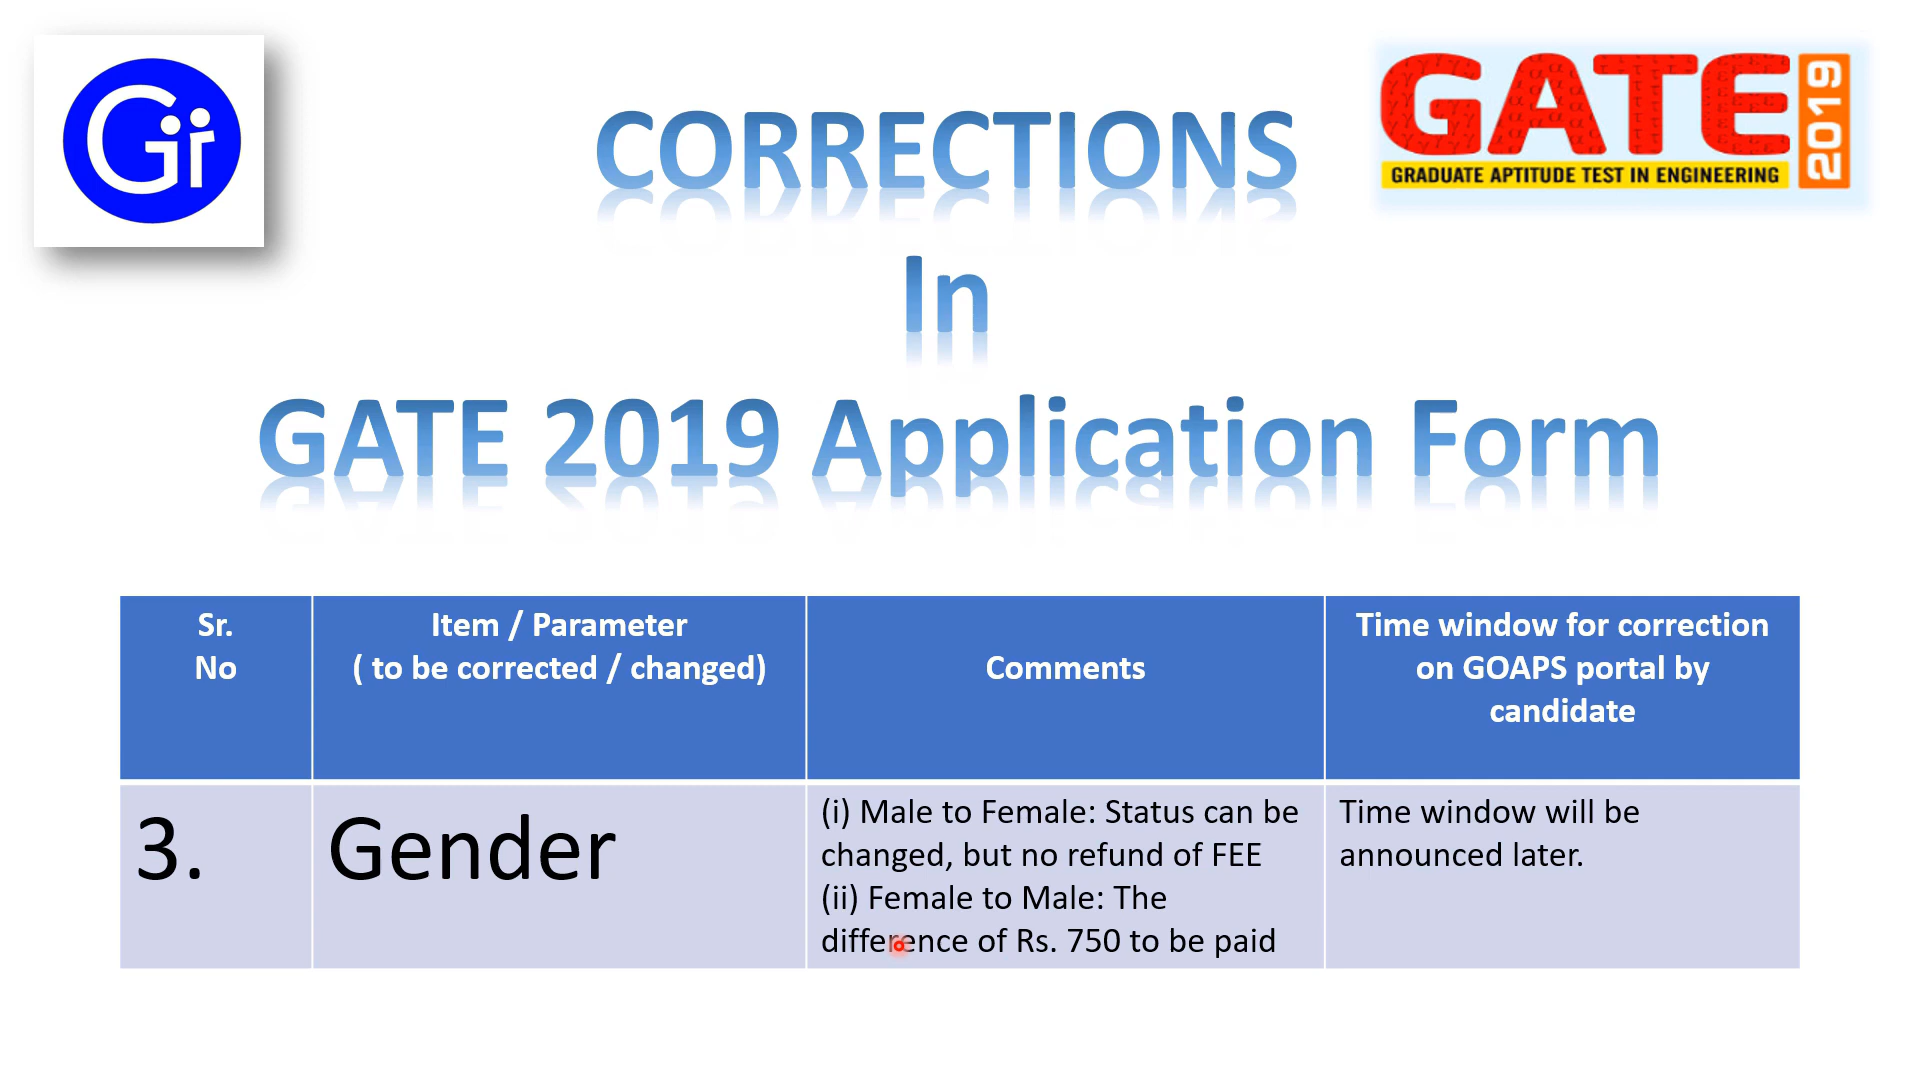 Gi
CORRECTIONS
GATE
2019
GRADUATE APTITUDE TEST IN ENGINEERING
In
GATE 2019 Application Form
Sr.
No
Item / Parameter
( to be corrected / changed)
Comments
Time window for correction
on GOAPS portal by
candidate
3.
Gender
(i) Male to Female: Status can be
changed, but no refund of FEE
(ii) Female to Male: The
difference of Rs. 750 to be paid
Time window will be
announced later.